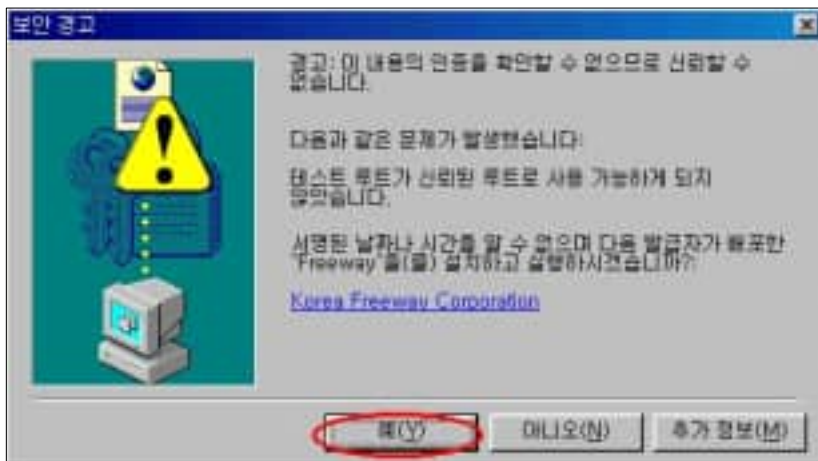 보안 경고
경고: 이 내용의 인증을 확인할 수 없으므로 신뢰할 수
없습니다.
다음과 같은 문제가 발생했습니다:
테스트 루트가 신뢰된 루트로 사용 가능하게 되지
않았습니다.
서명된 날짜나 시간을 알 수 없으며 다음 발급자가 배포한
'Freeway'을(를) 설치하고 실행하시겠습니까?:
Korea Freeway Corporation
예(Y) 아니오(N) 추가 정보(M)